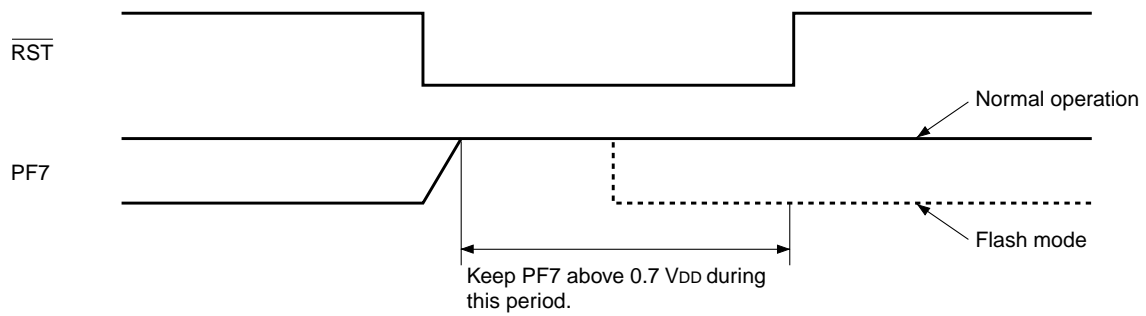 RST
Normal operation
PF7
Flash mode
Keep PF7 above 0.7 VDD during
this period.